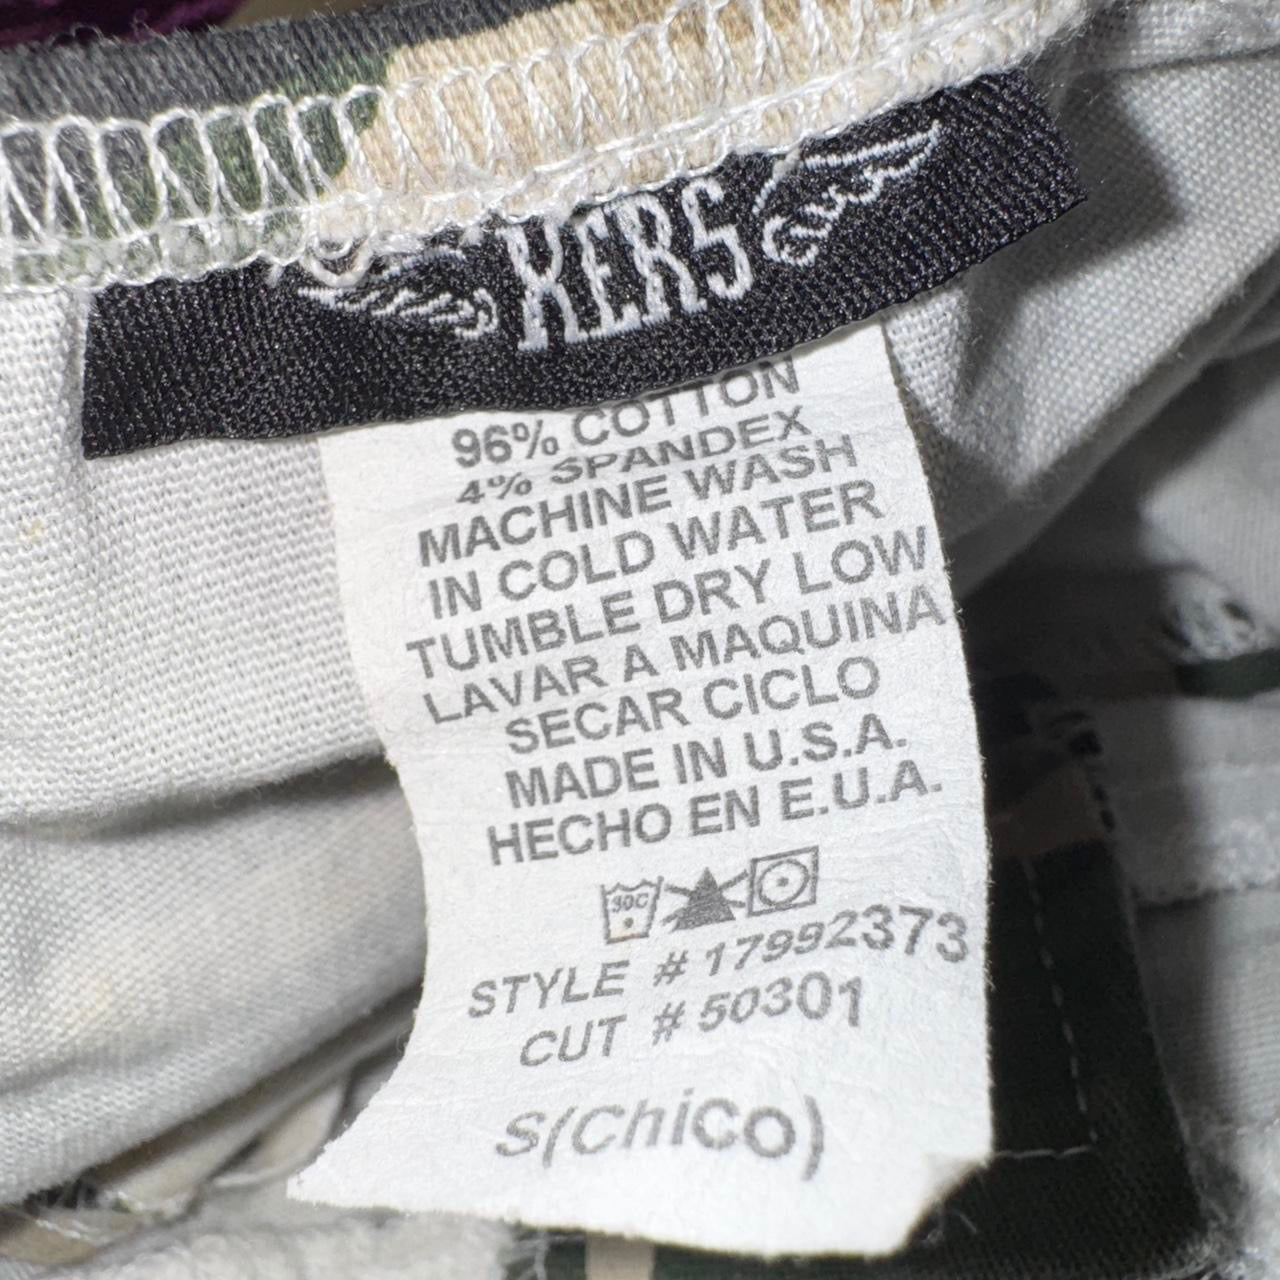 XERS
96% COTTON
4% SPANDEX
MACHINE WASH
IN COLD WATER
TUMBLE DRY LOW
LAVAR A MAQUINA
SECAR CICLO
MADE IN U.S.A.
HECHO EN E.U.A.
30C
STYLE # 17992373
CUT # 50301
S(ChiCo)